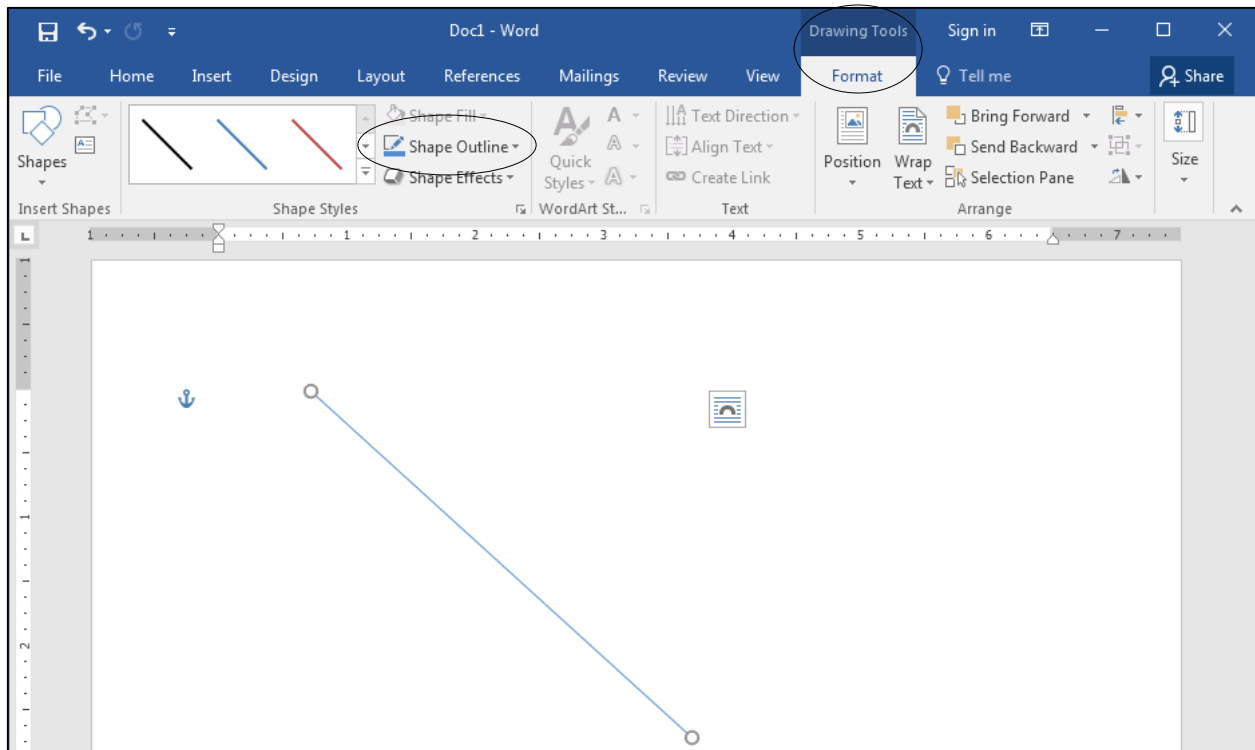 Doc1 - Word
Drawing Tools
Sign in
File Home Insert Design Layout References Mailings Review View Format Tell me Share
Shapes
Insert Shapes
Shape Fill
Shape Outline
Shape Effects
Shape Styles
A
Quick
Styles
A
A
A
WordArt St...
Text Direction
Align Text
Create Link
Text
Position
Wrap
Text
Bring Forward
Send Backward
Selection Pane
Arrange
Size
L
1 1 2 3 4 5 6 7
1
1
2